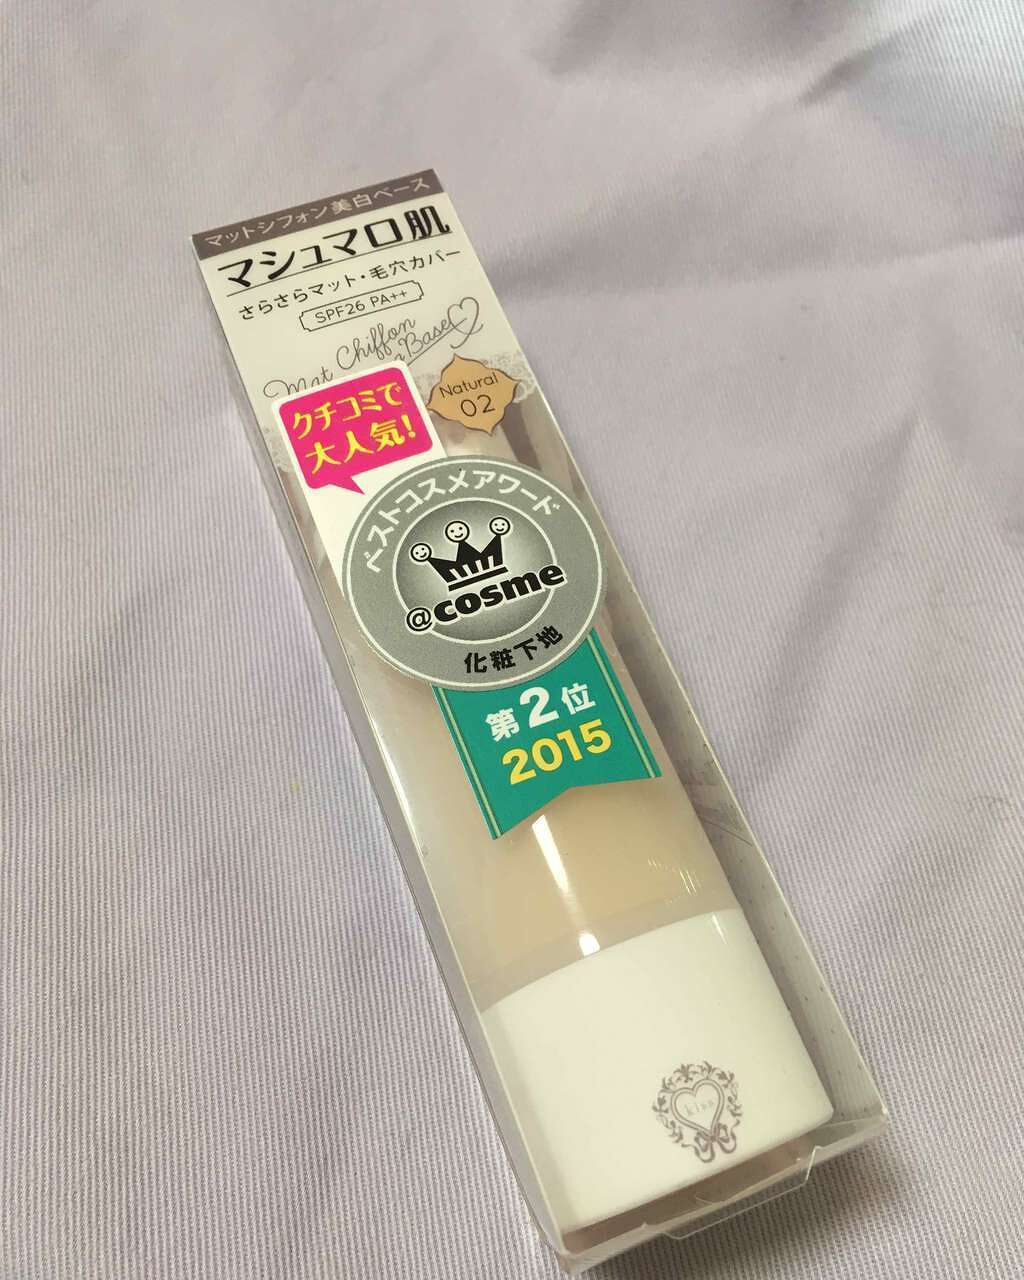 マットシフォン美白ベース
マシュマロ肌
さらさらマット・毛穴カバー
SPF26 PA++
Mat Chiffon
Base
Natural
02
クチコミで
大人気!
ベストコスメアワード
@cosme
化粧下地
第2位
2015
kiss